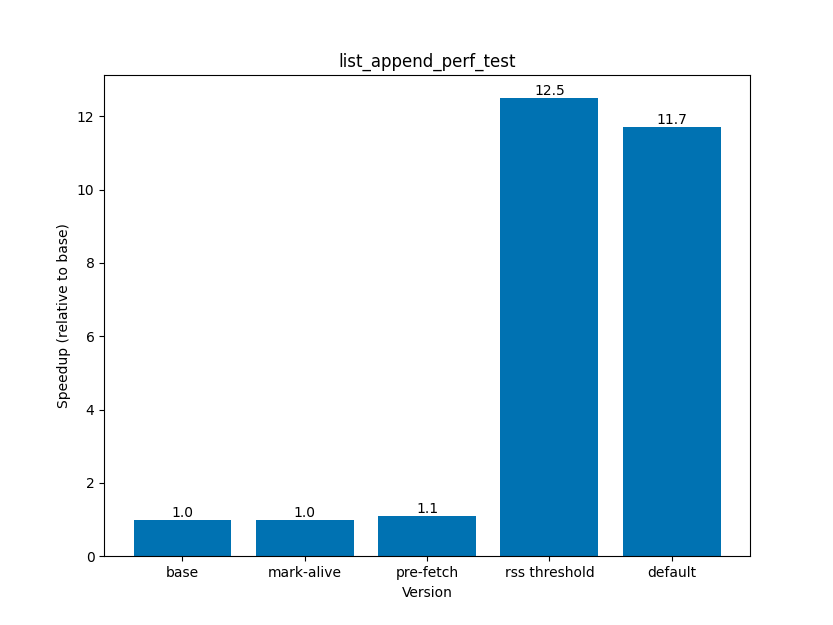 list_append_perf_test
Speedup (relative to base)
12
10
8
6
4
2
0
1.0
1.0
1.1
12.5
11.7
base
mark-alive
pre-fetch
rss threshold
default
Version